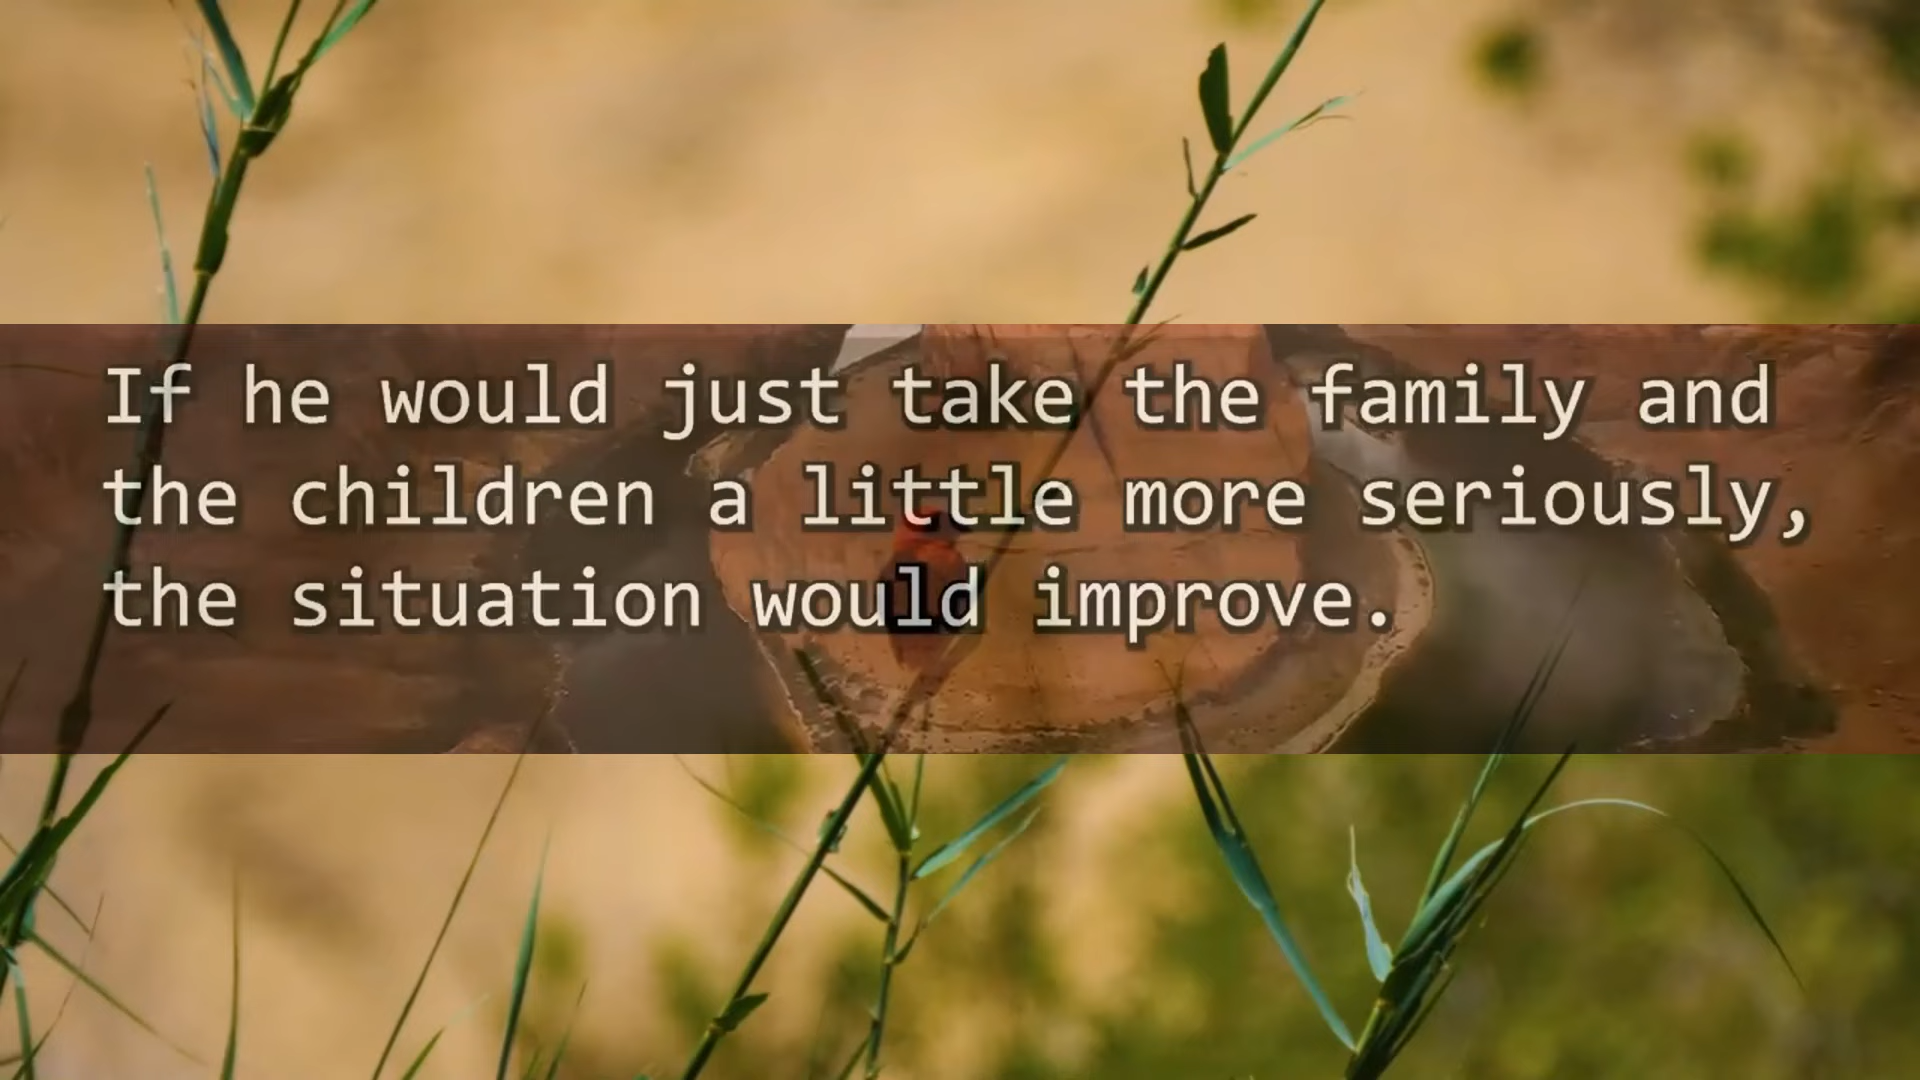 If he would just take the family and
the children a little more seriously,
the situation would improve.